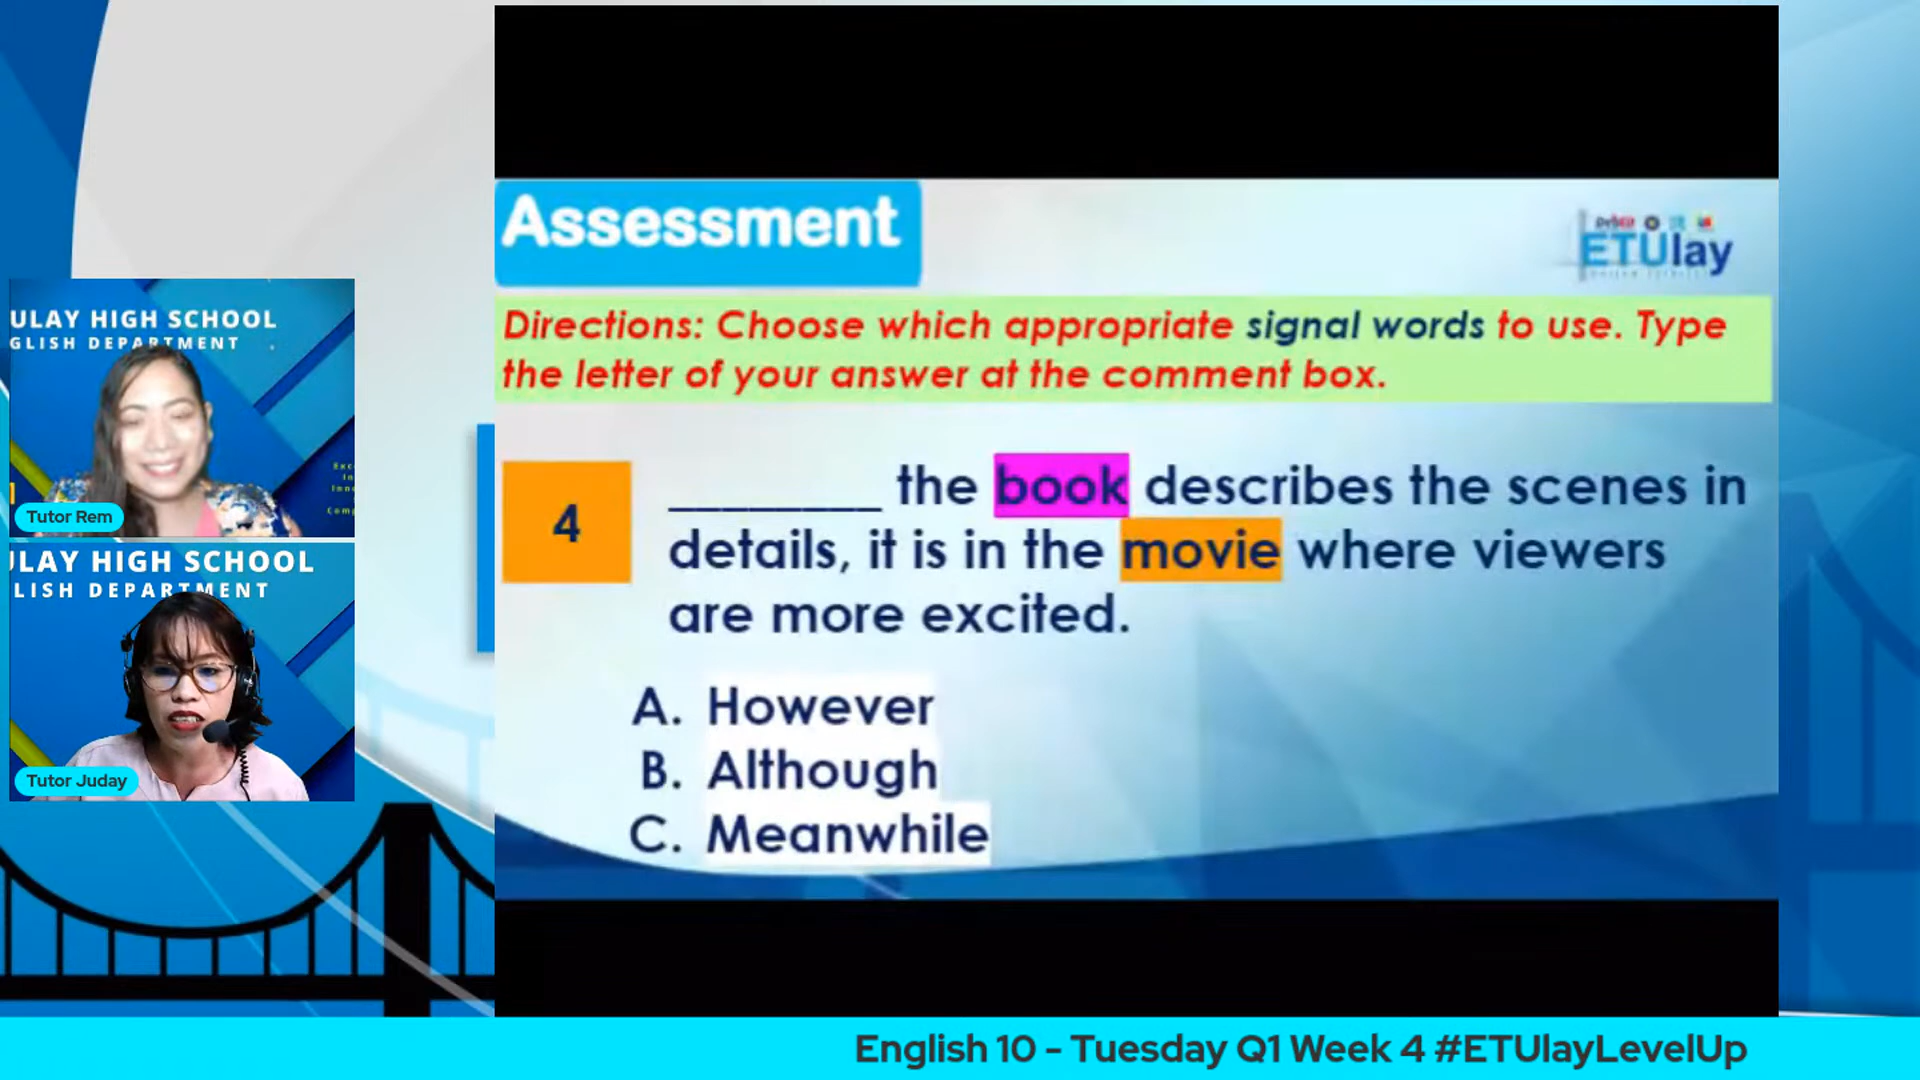 ULAY HIGH SCHOOL
GLISH DEPARTMENT
Tutor Rem
ULAY HIGH SCHOOL
LISH DEPARTMENT
Tutor Juday
Assessment
ETUlay
Directions: Choose which appropriate signal words to use. Type
the letter of your answer at the comment box.
4
________ the book describes the scenes in
details, it is in the movie where viewers
are more excited.
A. However
B. Although
C. Meanwhile
English 10 - Tuesday Q1 Week 4 #ETUlayLevelUp